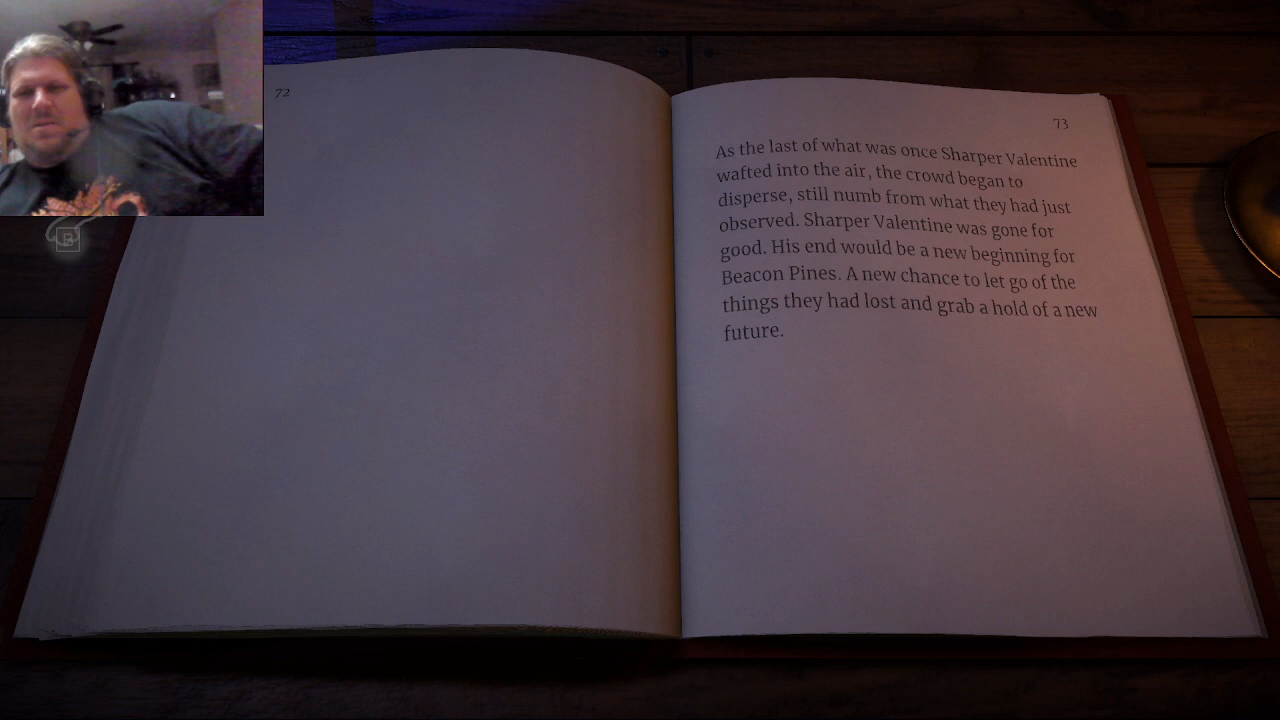 72
73
As the last of what was once Sharper Valentine
wafted into the air, the crowd began to
disperse, still numb from what they had just
observed. Sharper Valentine was gone for
good. His end would be a new beginning for
Beacon Pines. A new chance to let go of the
things they had lost and grab a hold of a new
future.
B